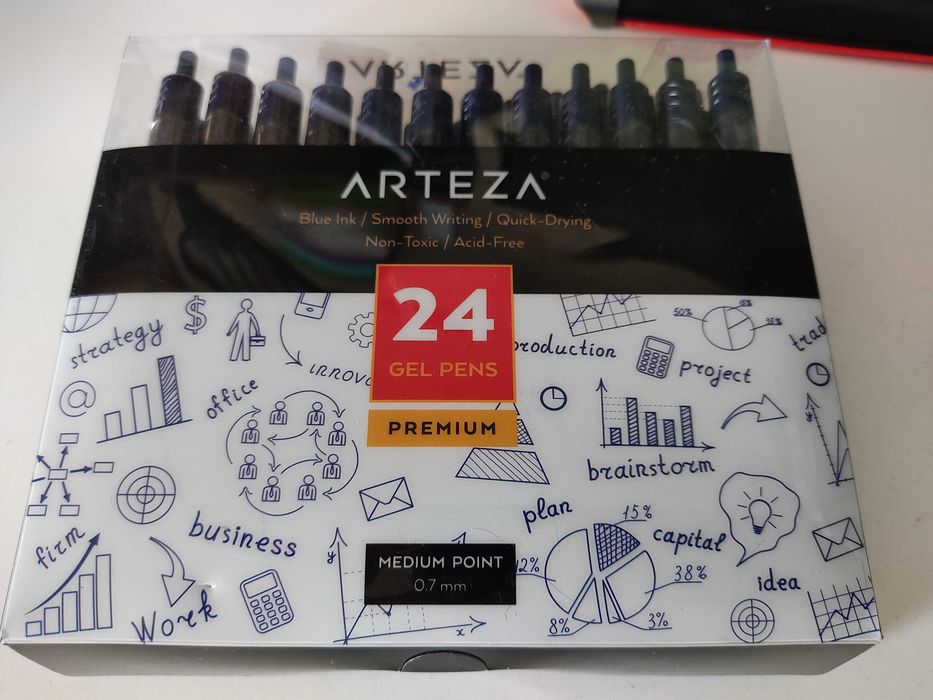 ARTEZA
ARTEZA®
Blue Ink / Smooth Writing / Quick-Drying
Non-Toxic / Acid-Free
24
GEL PENS
PREMIUM
strategy
$
production
50%
15%
35%
project
@
office
brainstorm
plan
15%
capital
firm
business
y
MEDIUM POINT
0.7 mm
12%
38%
idea
Work
x
8%
3%